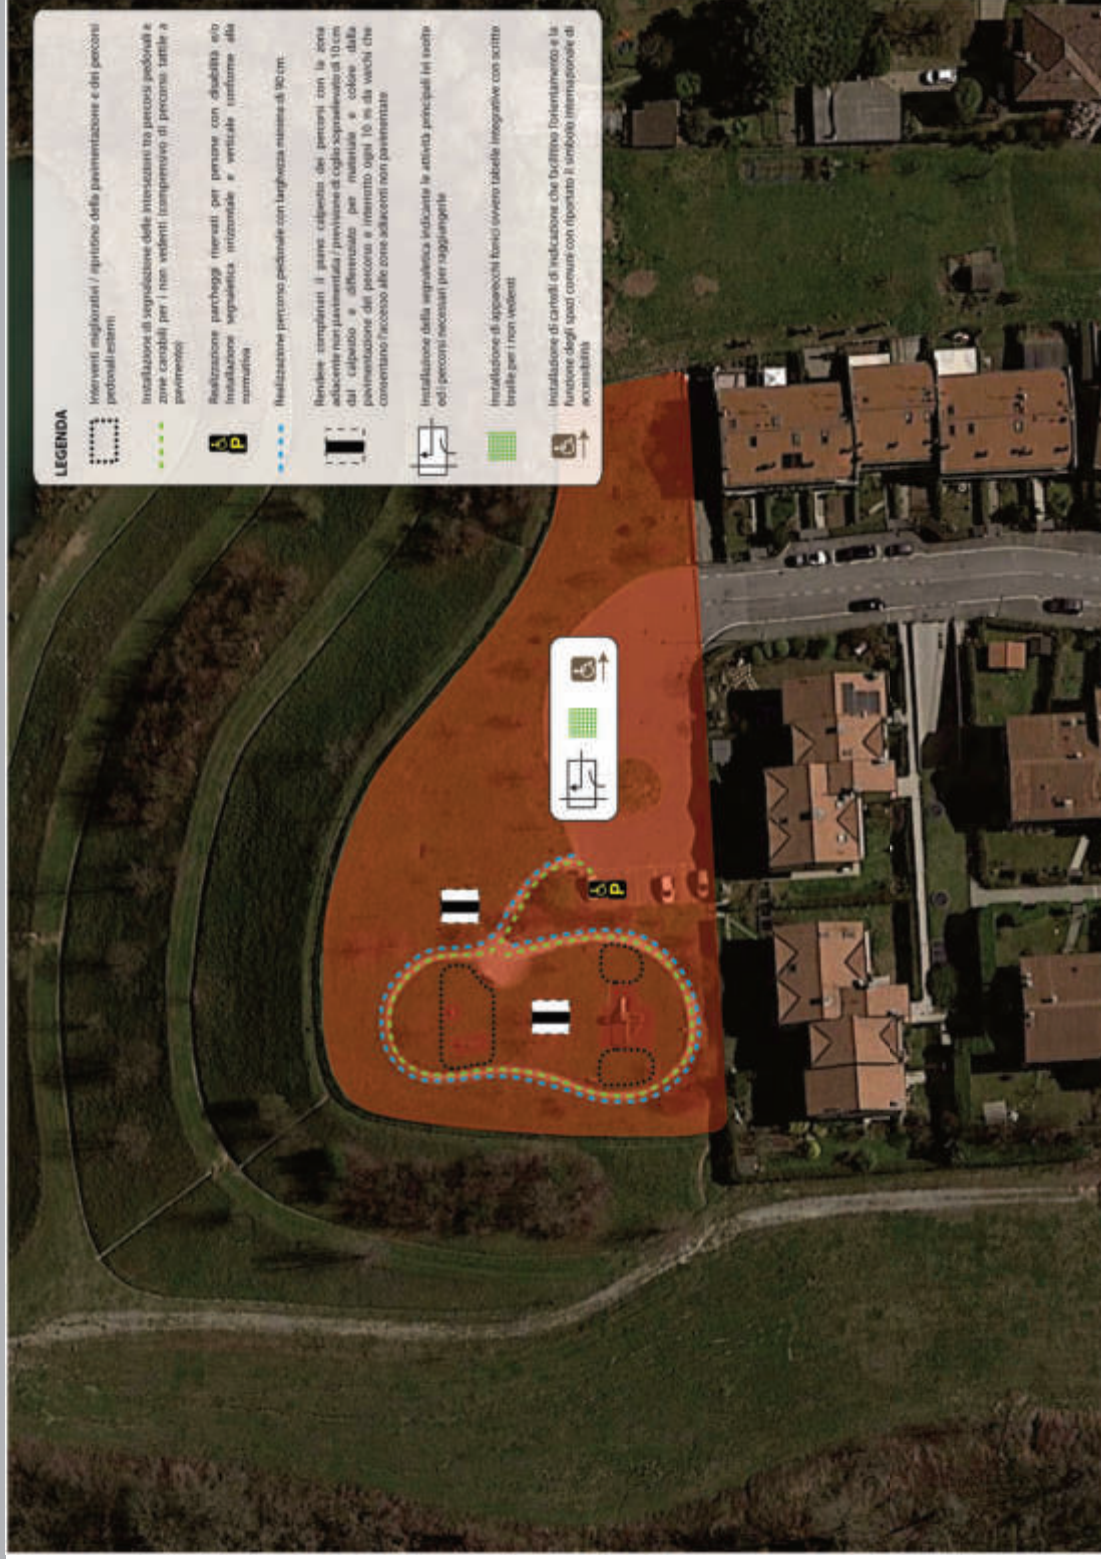 LEGENDA
Interventi migliorativi / ripristino della pavimentazione e dei percorsi
pedonali esterni
Installazione di segnalazione delle intersezioni tra percorsi pedonali e
zone carrabili per i non vedenti (comprensivo di percorso tattile a
pavimento)
Realizzazione parcheggi riservati per persone con disabilità e/o
installazione segnaletica orizzontale e verticale conforme alla
normativa
Realizzazione percorso pedonale con larghezza minima di 90 cm
Rendere complanari il piano calpesto dei percorsi con la zona
adiacente non pavimentata / previsione di ciglio sopraelevato di 10 cm
dal calpestio e differenziato per materiale e colore dalla
pavimentazione del percorso e interrotto ogni 10 m da varchi che
consentano l'accesso alle zone adiacenti non pavimentate
Installazione della segnaletica indicante le attività principali ivi svolte
ed i percorsi necessari per raggiungerle
Installazione di apparecchi fonici ovvero tabelle integrative con scritte
braille per i non vedenti
Installazione di cartelli di indicazione che facilitino l'orientamento e la
funzione degli spazi comuni con riportato il simbolo internazionale di
accessibilità
P
P